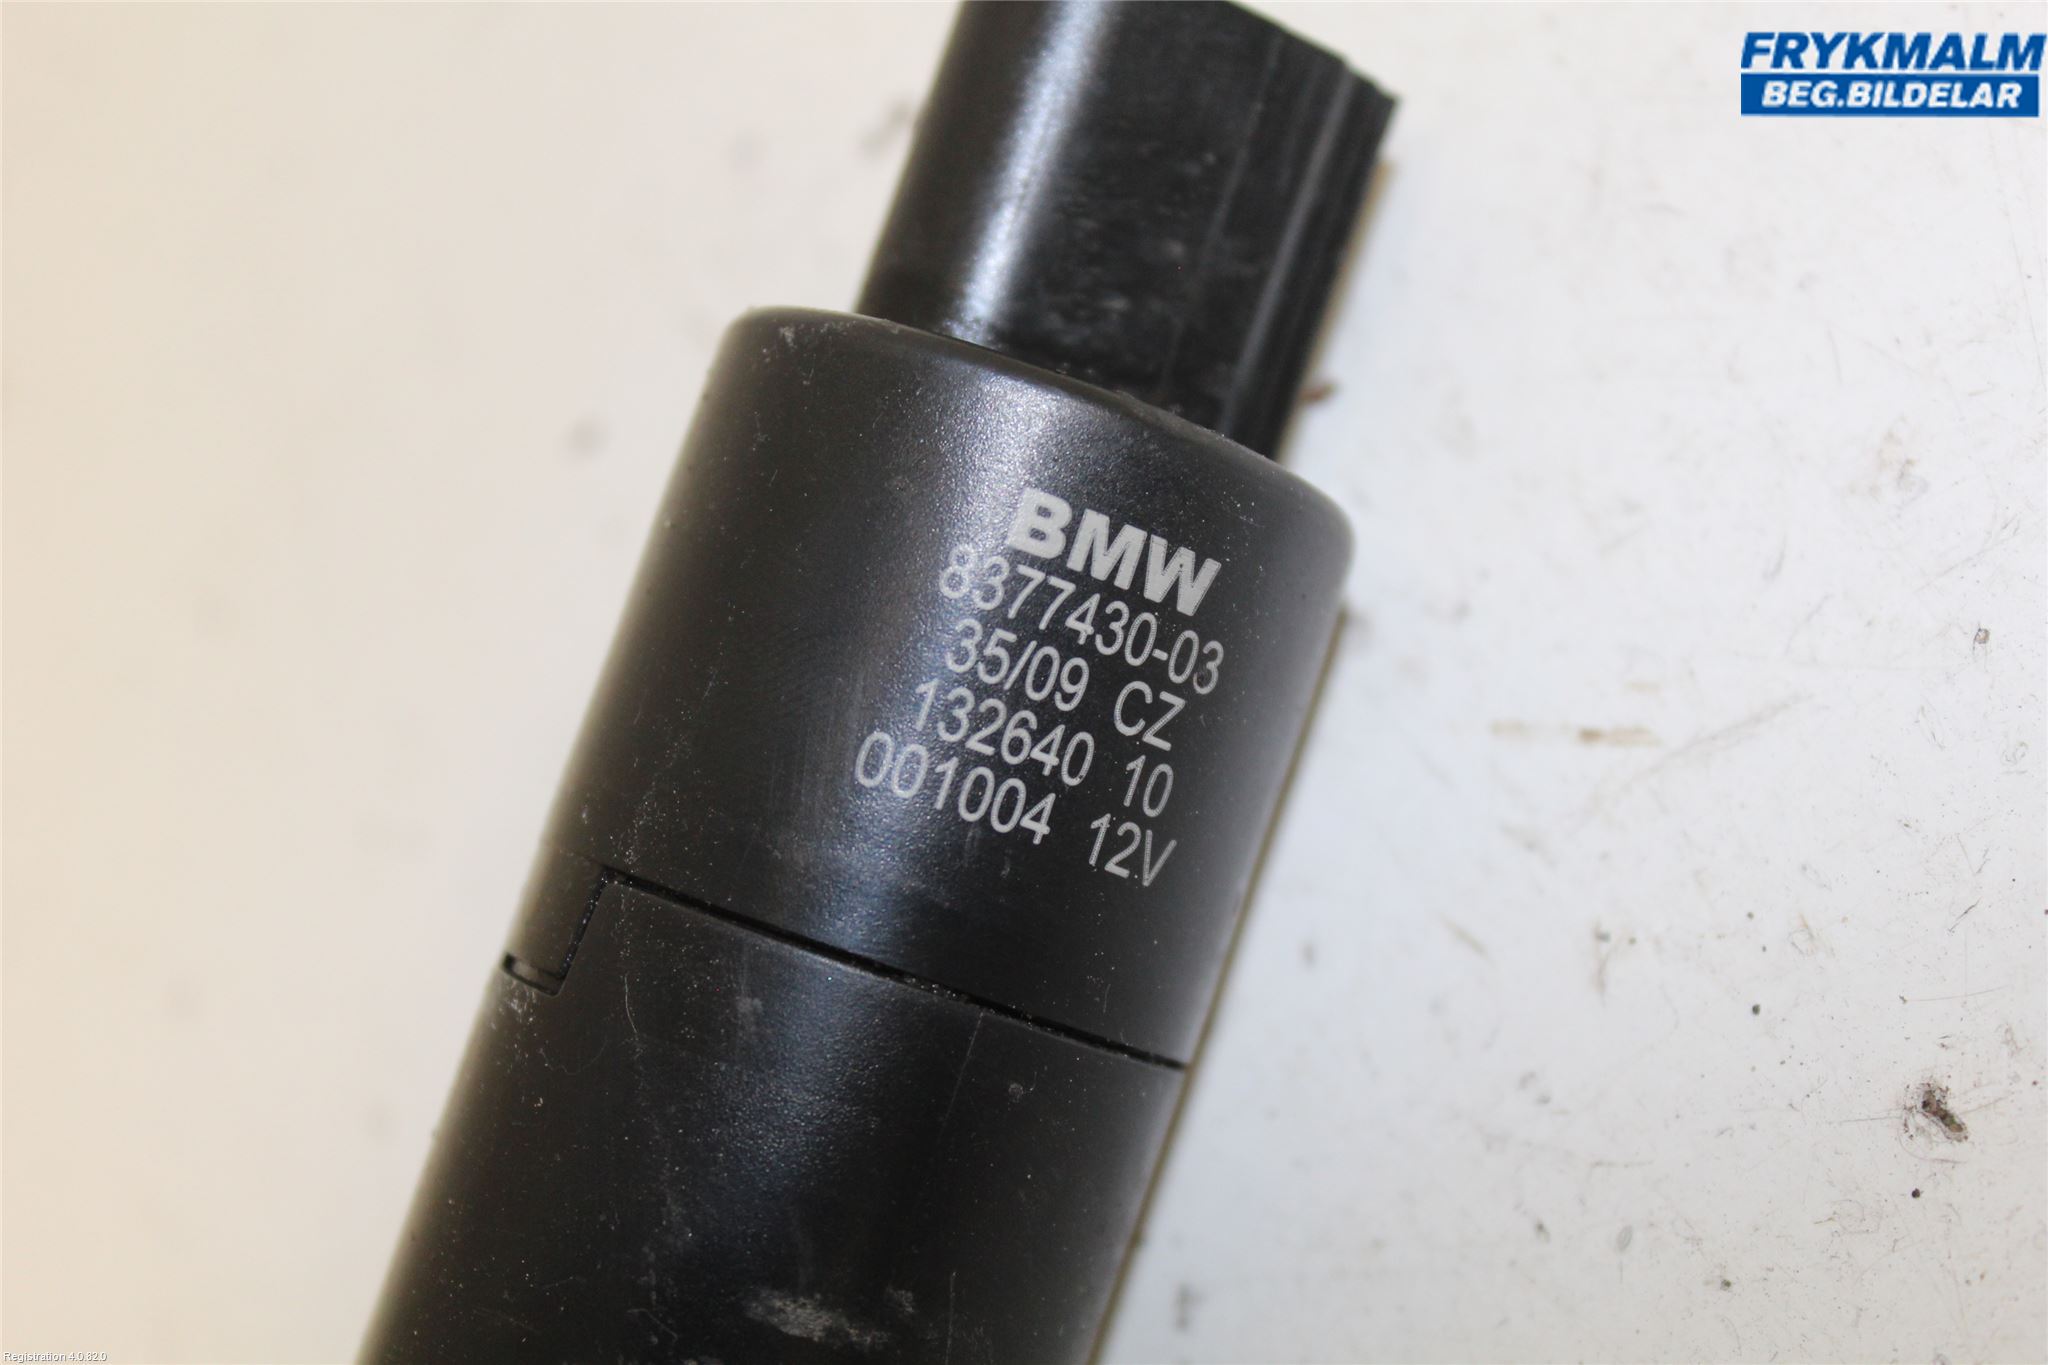 FRYKMALM
BEG.BILDELAR
BMW
8377430-03
35/09 CZ
132640 10
001004 12V
Registration 4.0.82.0